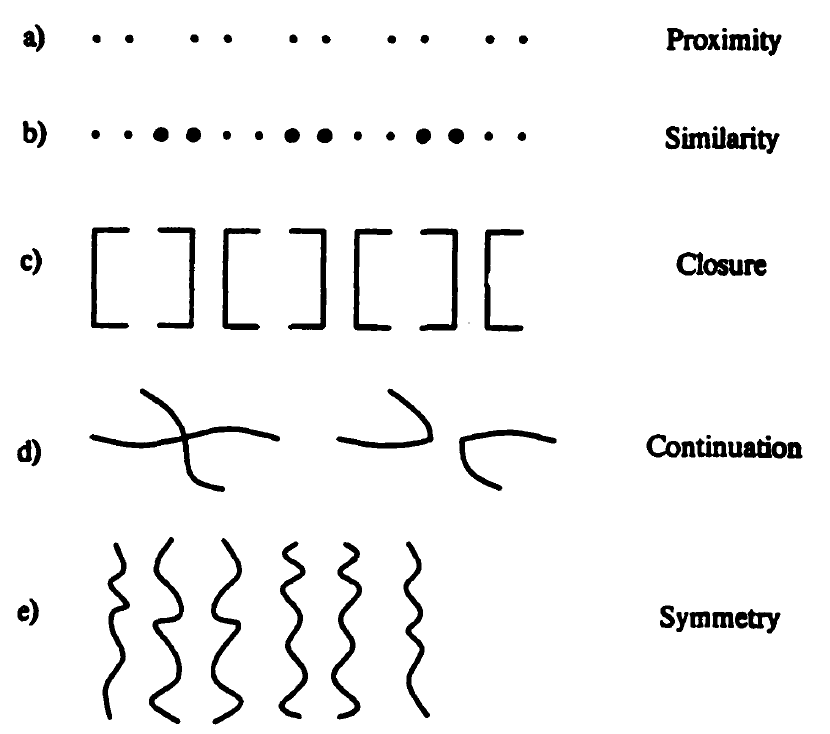 a) Proximity
b) Similarity
c) Closure
d) Continuation
e) Symmetry